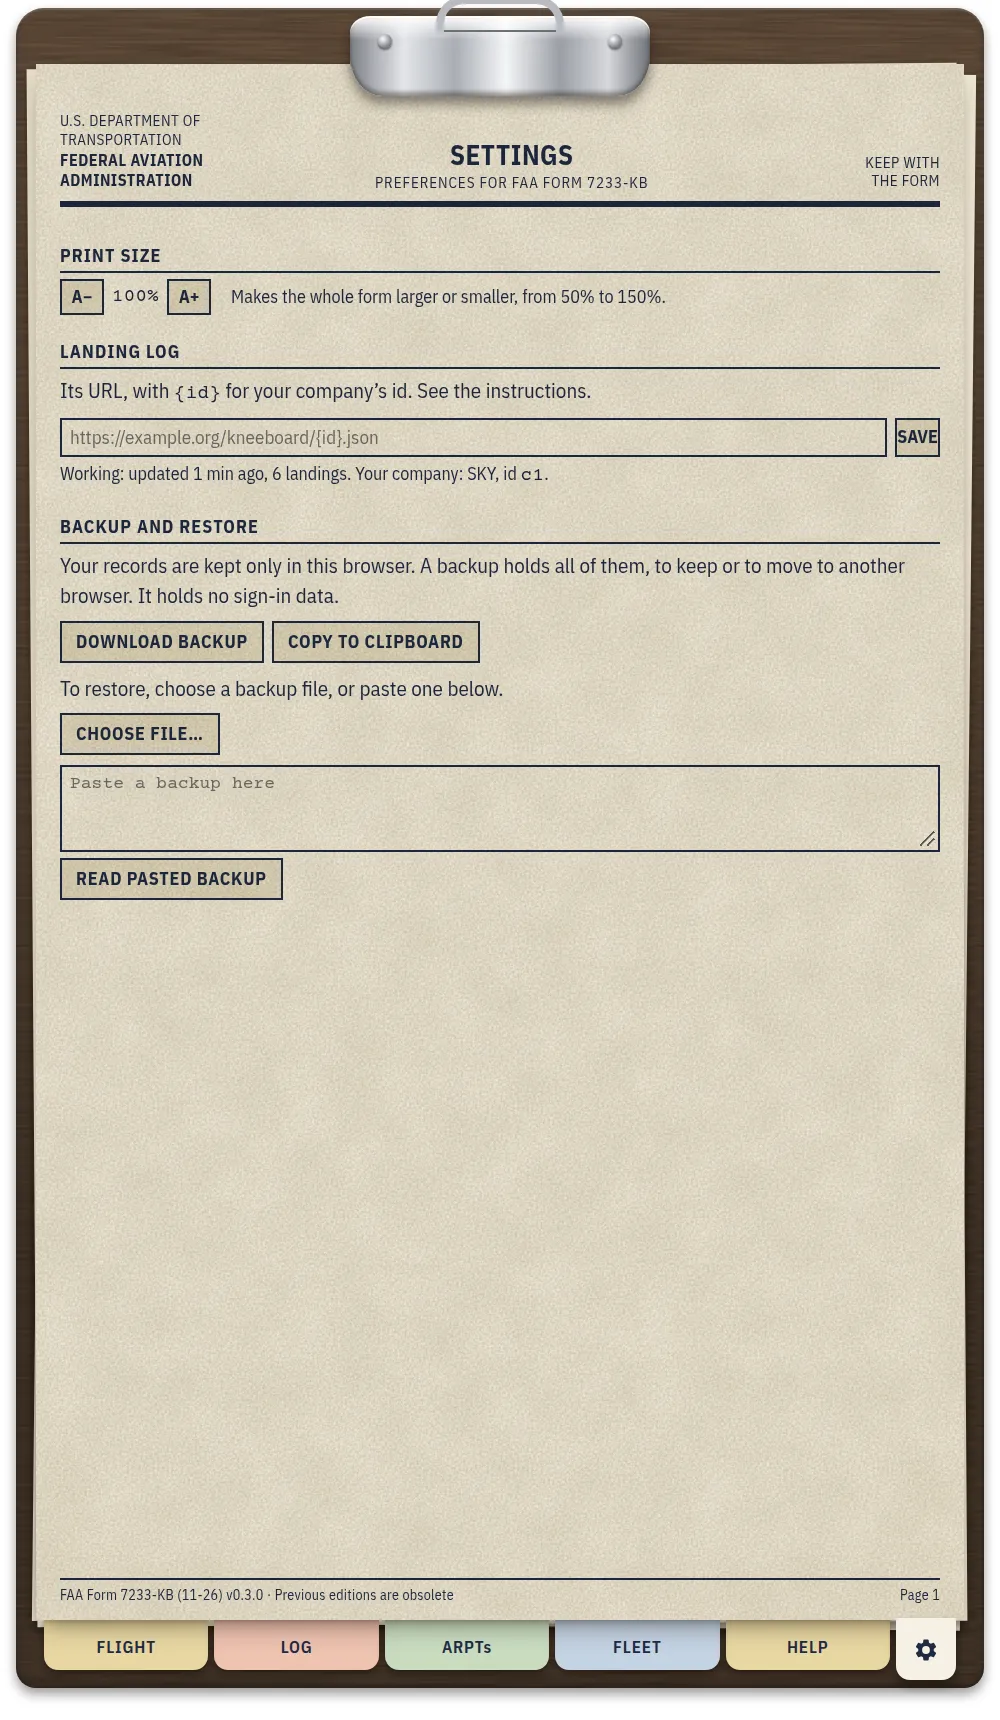 U.S. DEPARTMENT OF
TRANSPORTATION
FEDERAL AVIATION
ADMINISTRATION
SETTINGS
PREFERENCES FOR FAA FORM 7233-KB
KEEP WITH
THE FORM
PRINT SIZE
A− 100% A+ Makes the whole form larger or smaller, from 50% to 150%.
LANDING LOG
Its URL, with {id} for your company’s id. See the instructions.
https://example.org/kneeboard/{id}.json SAVE
Working: updated 1 min ago, 6 landings. Your company: SKY, id c1.
BACKUP AND RESTORE
Your records are kept only in this browser. A backup holds all of them, to keep or to move to another
browser. It holds no sign-in data.
DOWNLOAD BACKUP COPY TO CLIPBOARD
To restore, choose a backup file, or paste one below.
CHOOSE FILE…
Paste a backup here
READ PASTED BACKUP
FAA Form 7233-KB (11-26) v0.3.0 · Previous editions are obsolete Page 1
FLIGHT LOG ARPTs FLEET HELP